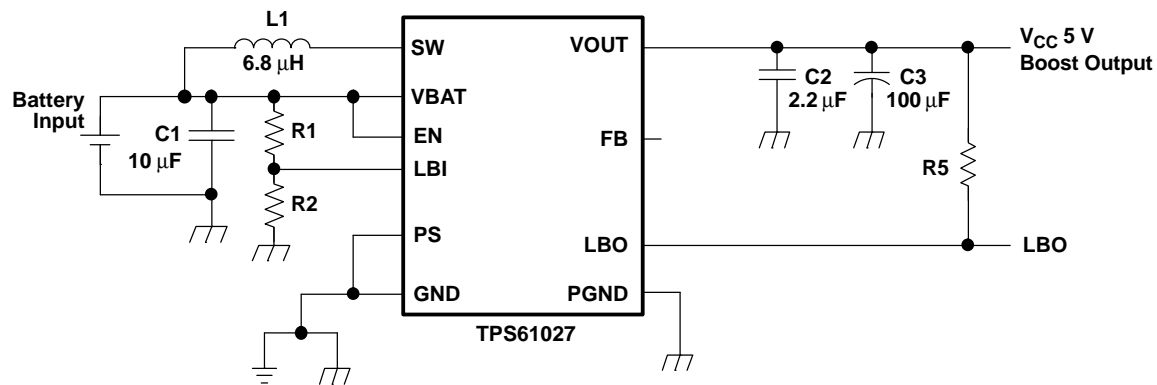 L1
6.8 μH
SW
VOUT
V_CC 5 V
Boost Output
Battery
Input
C1
10 μF
VBAT
R1
EN
LBI
R2
C2
2.2 μF
C3
100 μF
FB
R5
PS
LBO
LBO
GND
PGND
TPS61027